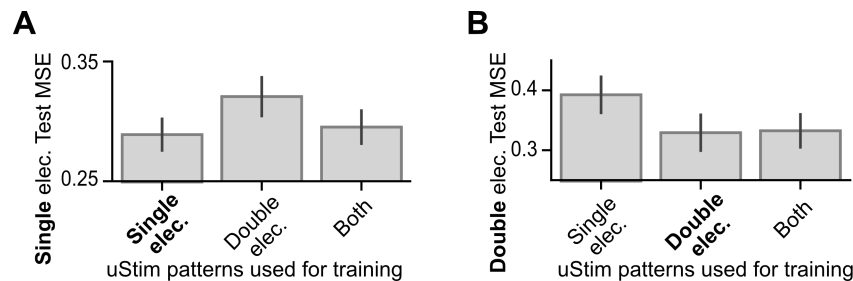 A
Single elec. Test MSE
0.35
0.25
Single
elec.
Double
elec.
Both
uStim patterns used for training
B
Double elec. Test MSE
0.4
0.3
Single
elec.
Double
elec.
Both
uStim patterns used for training